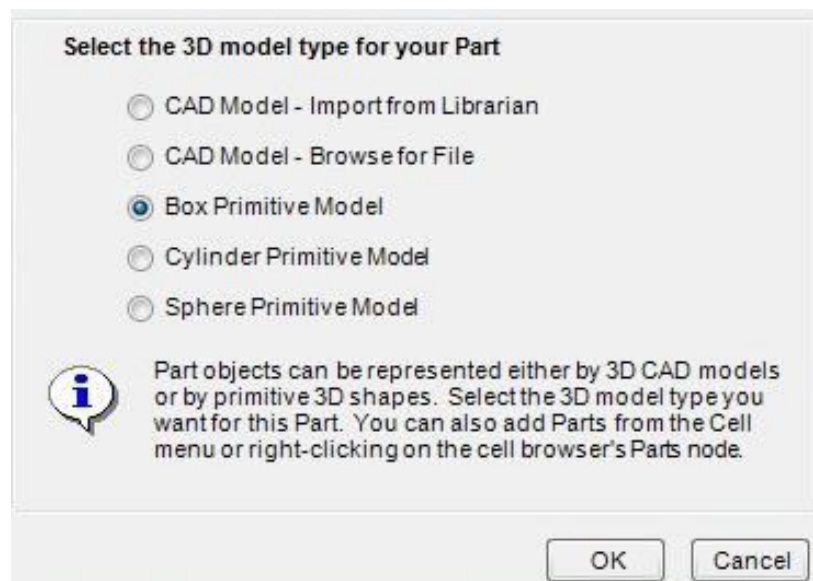 Select the 3D model type for your Part
CAD Model - Import from Librarian
CAD Model - Browse for File
Box Primitive Model
Cylinder Primitive Model
Sphere Primitive Model
Part objects can be represented either by 3D CAD models
or by primitive 3D shapes. Select the 3D model type you
want for this Part. You can also add Parts from the Cell
menu or right-clicking on the cell browser's Parts node.
OK Cancel